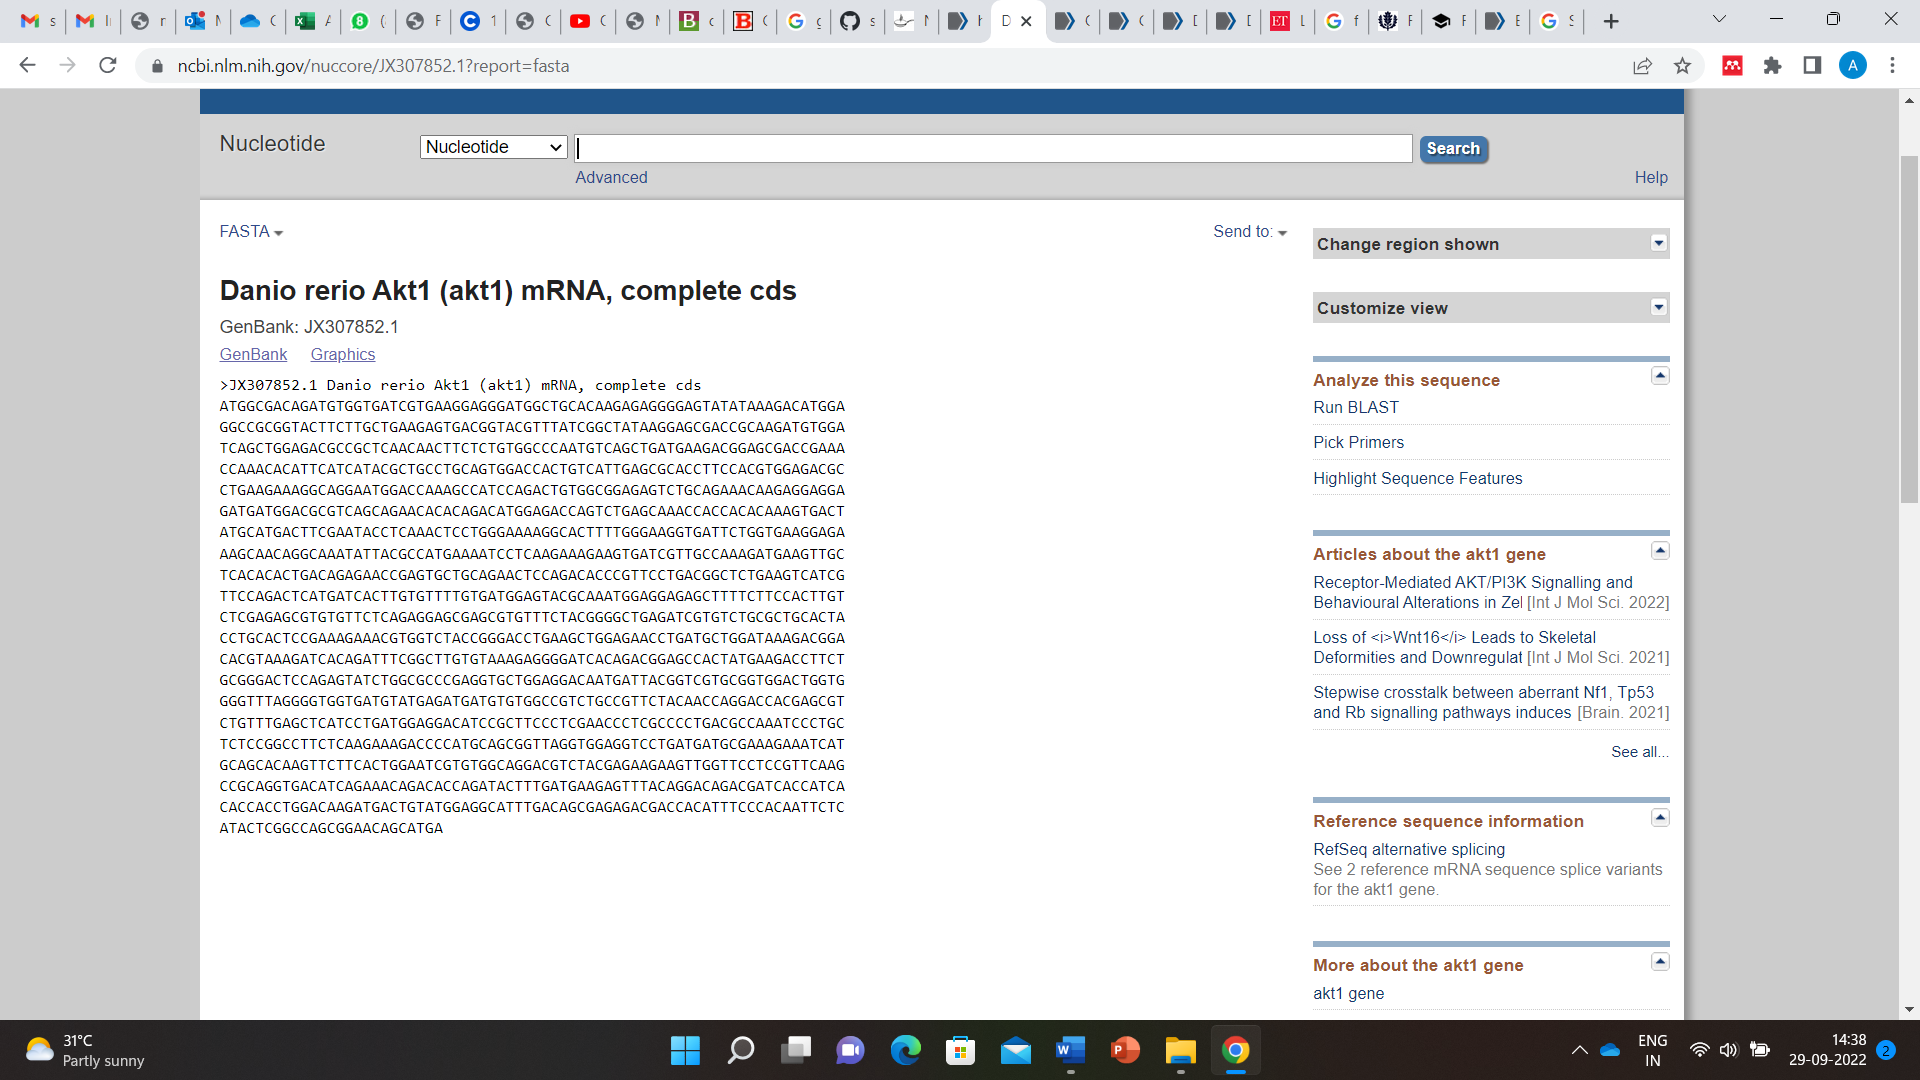 ncbi.nlm.nih.gov/nuccore/JX307852.1?report=fasta
A
Nucleotide
Nucleotide
Search
Advanced
Help
FASTA
Send to:
Danio rerio Akt1 (akt1) mRNA, complete cds
GenBank: JX307852.1
GenBank Graphics
>JX307852.1 Danio rerio Akt1 (akt1) mRNA, complete cds
ATGGCGACAGATGTGGTGATCGTGAAGGAGGGATGGCTGCACAAGAGAGGGGAGTATATAAAGACATGGA
GGCCGCGGTACTTCTTGCTGAAGAGTGACGGTACGTTTATCGGCTATAAGGAGCGACCGCAAGATGTGGA
TCAGCTGGAGACGCCGCTCAACAACTTCTCTGTGGCCCAATGTCAGCTGATGAAGACGGAGCGACCGAAA
CCAAACACATTCATCATACGCTGCCTGCAGTGGACCACTGTCATTGAGCGCACCTTCCACGTGGAGACGC
CTGAAGAAAGGCAGGAATGGACCAAAGCCATCCAGACTGTGGCGGAGAGTCTGCAGAAACAAGAGGAGGA
GATGATGGACGCGTCAGCAGAACACACAGACATGGAGACCAGTCTGAGCAAACCACCACACAAAGTGACT
ATGCATGACTTCGAATACCTCAAACTCCTGGGAAAAGGCACTTTTGGGAAGGTGATTCTGGTGAAGGAGA
AAGCAACAGGCAAATATTACGCCATGAAAATCCTCAAGAAAGAAGTGATCGTTGCCAAAGATGAAGTTGC
TCACACACTGACAGAGAACCGAGTGCTGCAGAACTCCAGACACCCGTTCCTGACGGCTCTGAAGTCATCG
TTCCAGACTCATGATCACTTGTGTTTTGTGATGGAGTACGCAAATGGAGGAGAGCTTTTCTTCCACTTGT
CTCGAGAGCGTGTGTTCTCAGAGGAGCGAGCGTGTTTCTACGGGGCTGAGATCGTGTCTGCGCTGCACTA
CCTGCACTCCGAAAGAAACGTGGTCTACCGGGACCTGAAGCTGGAGAACCTGATGCTGGATAAAGACGGA
CACGTAAAGATCACAGATTTCGGCTTGTGTAAAGAGGGGATCACAGACGGAGCCACTATGAAGACCTTCT
GCGGGACTCCAGAGTATCTGGCGCCCGAGGTGCTGGAGGACAATGATTACGGTCGTGCGGTGGACTGGTG
GGGTTTAGGGGTGGTGATGTATGAGATGATGTGTGGCCGTCTGCCGTTCTACAACCAGGACCACGAGCGT
CTGTTTGAGCTCATCCTGATGGAGGACATCCGCTTCCCTCGAACCCTCGCCCCTGACGCCAAATCCCTGC
TCTCCGGCCTTCTCAAGAAAGACCCCATGCAGCGGTTAGGTGGAGGTCCTGATGATGCGAAAGAAATCAT
GCAGCACAAGTTCTTCACTGGAATCGTGTGGCAGGACGTCTACGAGAAGAAGTTGGTTCCTCCGTTCAAG
CCGCAGGTGACATCAGAAACAGACACCAGATACTTTGATGAAGAGTTTACAGGACAGACGATCACCATCA
CACCACCTGGACAAGATGACTGTATGGAGGCATTTGACAGCGAGAGACGACCACATTTCCCACAATTCTC
ATACTCGGCCAGCGGAACAGCATGA
Change region shown
Customize view
Analyze this sequence
Run BLAST
Pick Primers
Highlight Sequence Features
Articles about the akt1 gene
Receptor-Mediated AKT/PI3K Signalling and
Behavioural Alterations in Zel [Int J Mol Sci. 2022]
Loss of <i>Wnt16</i> Leads to Skeletal
Deformities and Downregulat [Int J Mol Sci. 2021]
Stepwise crosstalk between aberrant Nf1, Tp53
and Rb signalling pathways induces [Brain. 2021]
See all...
Reference sequence information
RefSeq alternative splicing
See 2 reference mRNA sequence splice variants
for the akt1 gene.
More about the akt1 gene
akt1 gene
31°C
Partly sunny
ENG
IN
14:38
29-09-2022
2